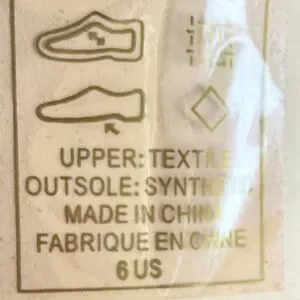 UPPER: TEXTILE
OUTSOLE: SYNTHETIC
MADE IN CHINA
FABRIQUE EN CHINE
6 US